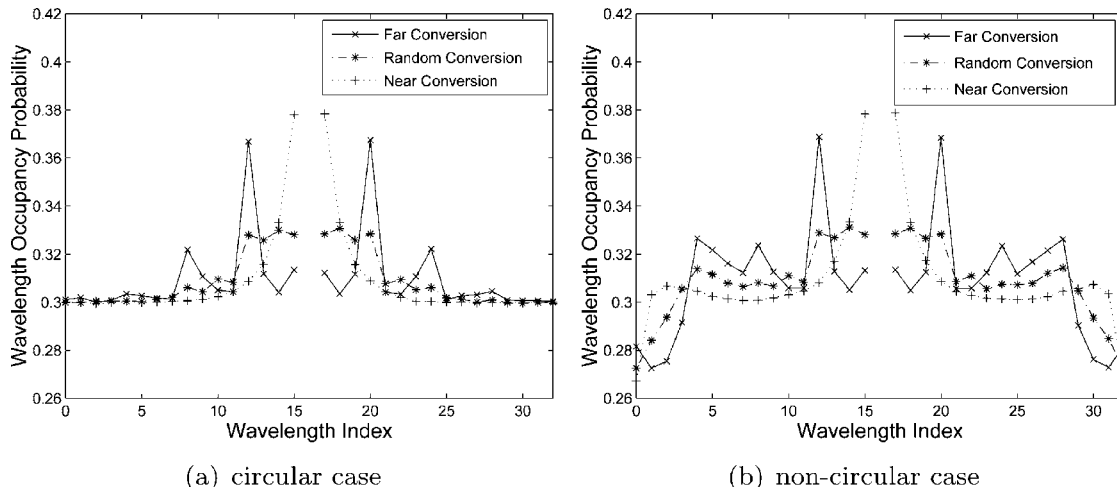 0.42
0.4
0.38
0.36
0.34
0.32
0.3
0.28
0.26
Wavelength Occupancy Probability
Far Conversion
Random Conversion
Near Conversion
0 5 10 15 20 25 30
Wavelength Index
(a) circular case
0.42
0.4
0.38
0.36
0.34
0.32
0.3
0.28
0.26
Wavelength Occupancy Probability
Far Conversion
Random Conversion
Near Conversion
0 5 10 15 20 25 30
Wavelength Index
(b) non-circular case